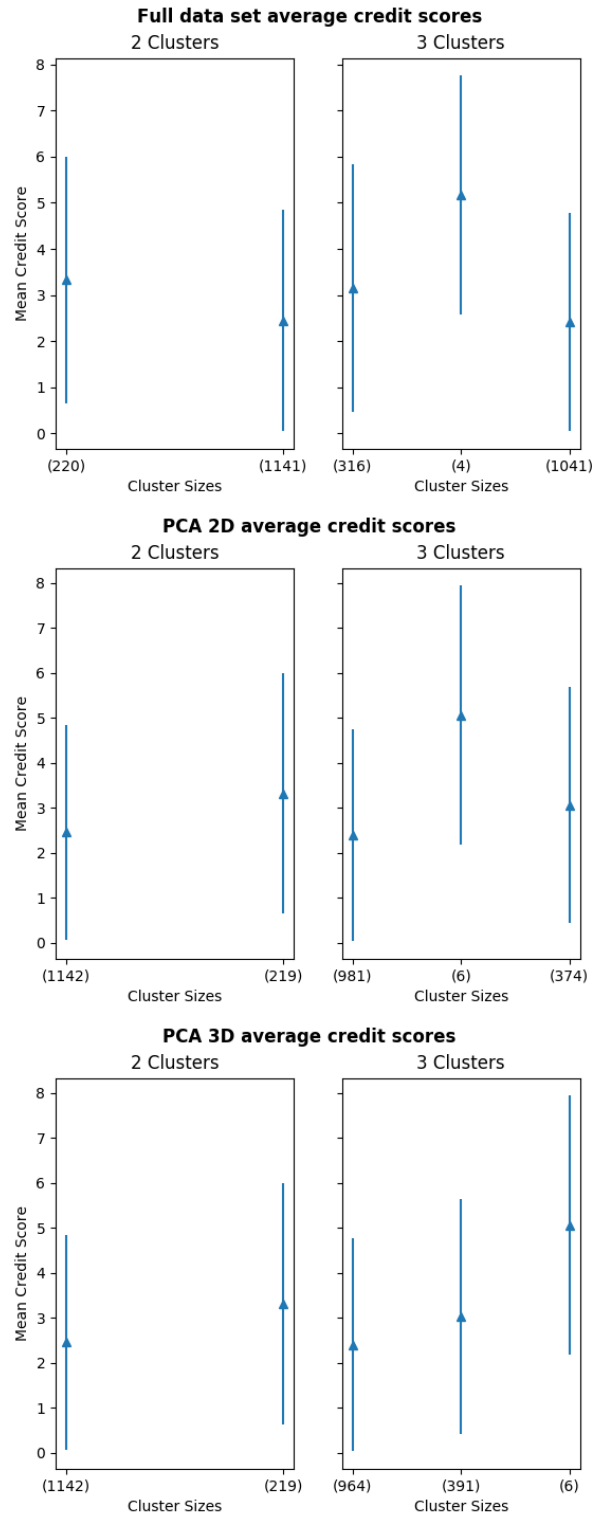 Full data set average credit scores
2 Clusters
3 Clusters
8
7
6
5
4
3
2
1
0
Mean Credit Score
(220)
(1141)
(316)
(4)
(1041)
Cluster Sizes
Cluster Sizes
PCA 2D average credit scores
2 Clusters
3 Clusters
8
7
6
5
4
3
2
1
0
Mean Credit Score
(1142)
(219)
(981)
(6)
(374)
Cluster Sizes
Cluster Sizes
PCA 3D average credit scores
2 Clusters
3 Clusters
8
7
6
5
4
3
2
1
0
Mean Credit Score
(1142)
(219)
(964)
(391)
(6)
Cluster Sizes
Cluster Sizes